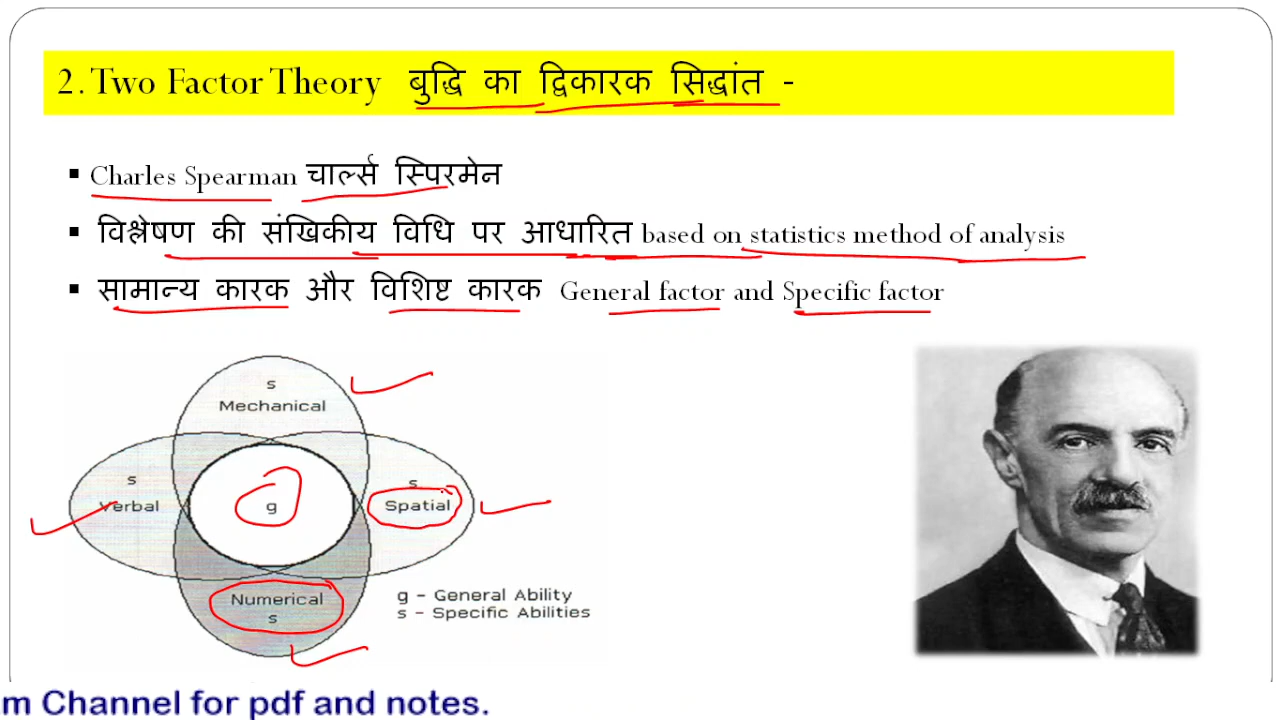 2. Two Factor Theory बुद्धि का द्विकारक सिद्धांत -
▪ Charles Spearman चार्ल्स स्पिरमेन
▪ विश्लेषण की संखिकीय विधि पर आधारित based on statistics method of analysis
▪ सामान्य कारक और विशिष्ट कारक General factor and Specific factor
s
Mechanical
s
Verbal
g
s
Spatial
Numerical
s
g - General Ability
s - Specific Abilities
m Channel for pdf and notes.